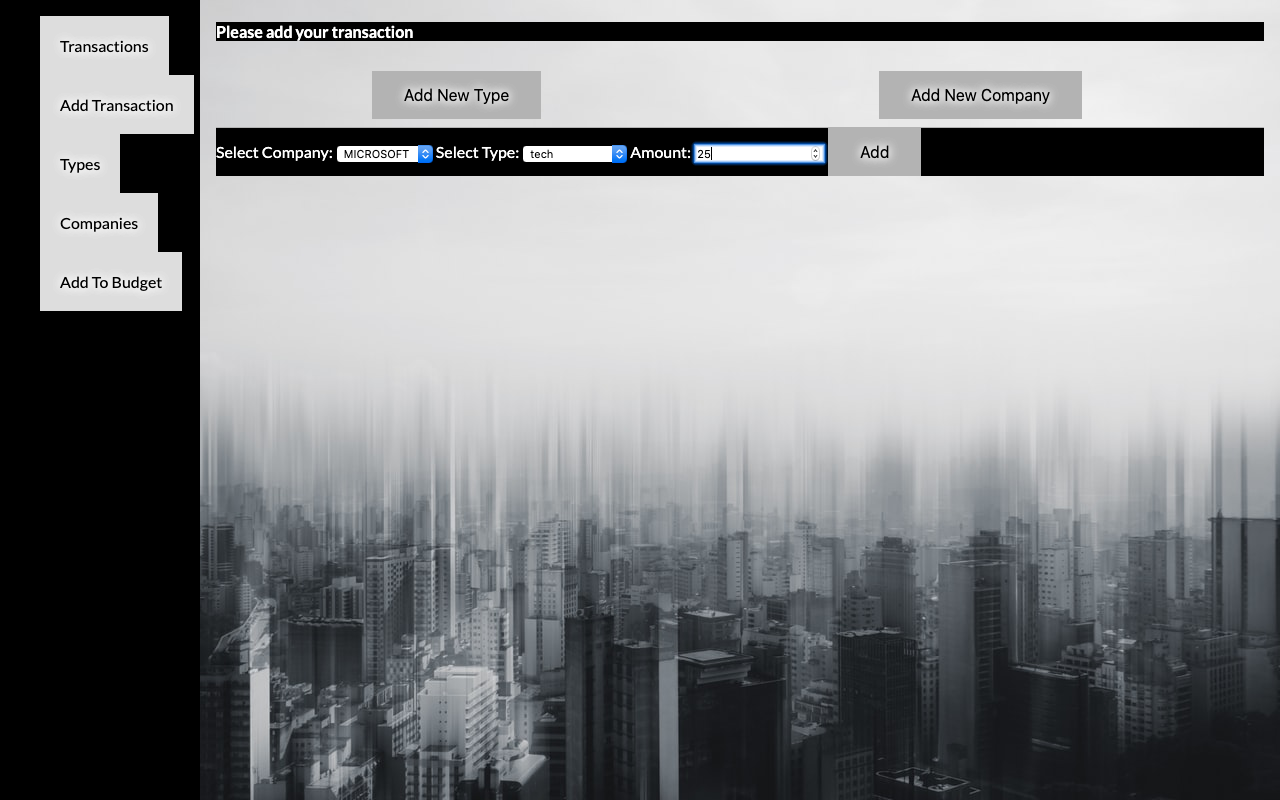 Transactions
Add Transaction
Types
Companies
Add To Budget
Please add your transaction
Add New Type
Add New Company
Select Company: MICROSOFT Select Type: tech Amount: 25 Add